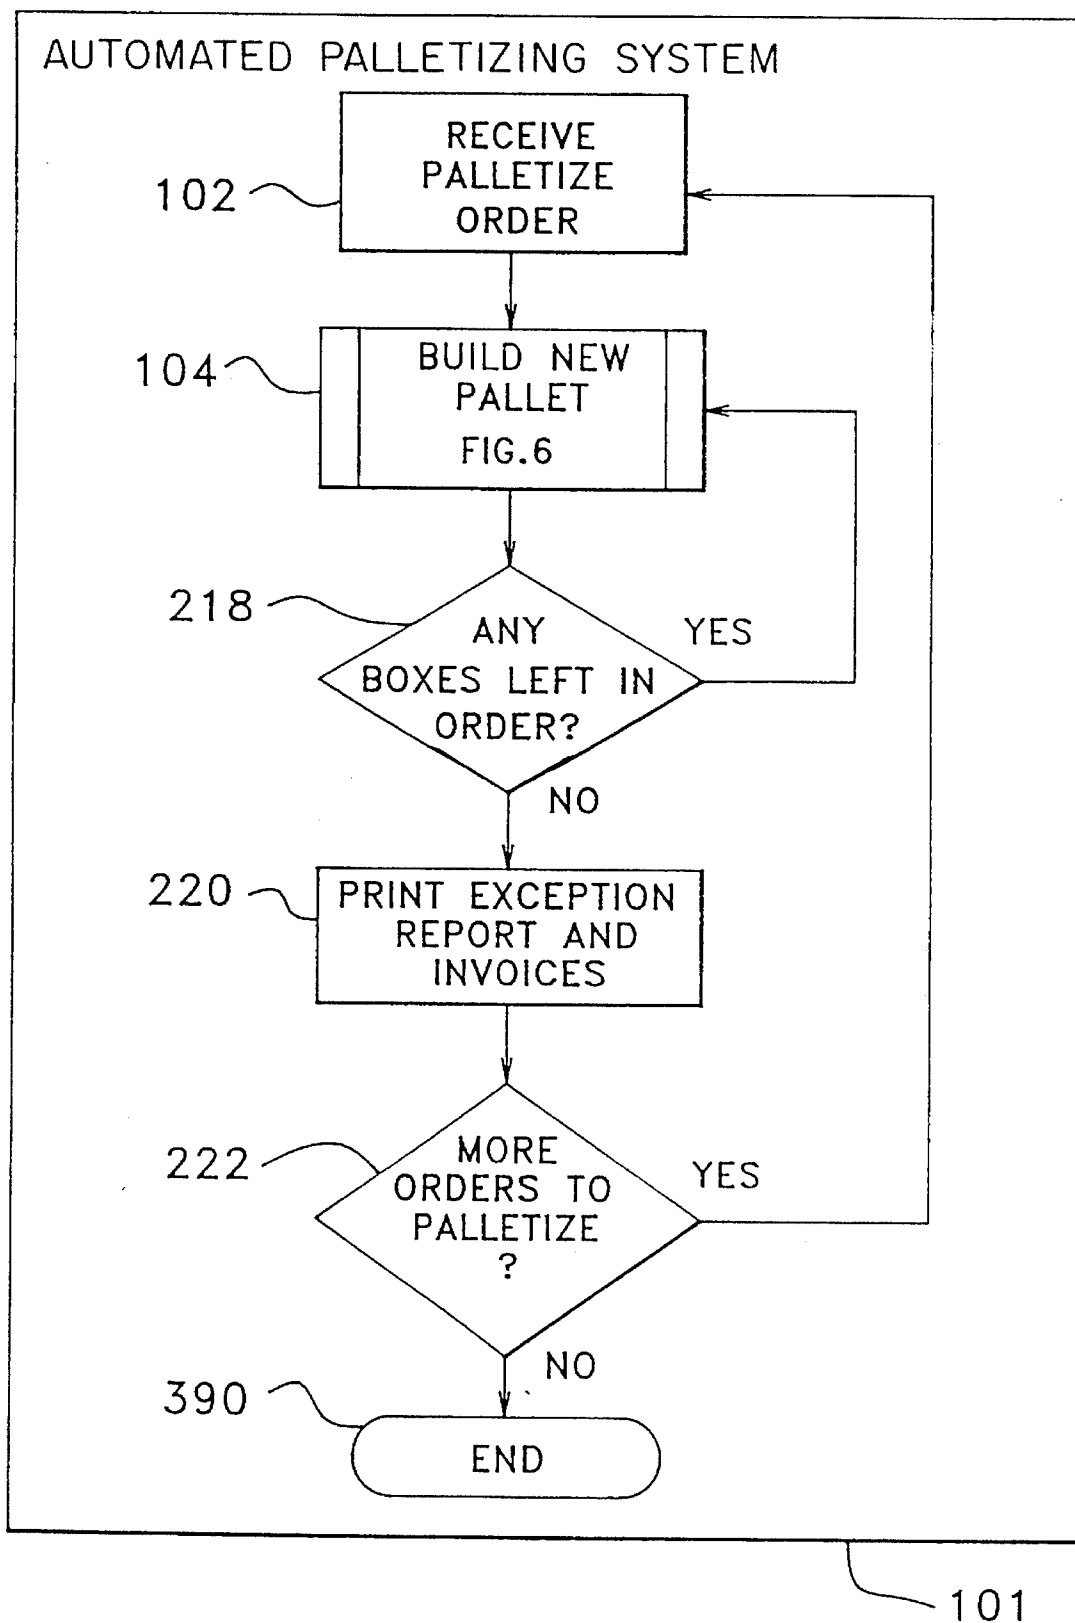 AUTOMATED PALLETIZING SYSTEM
RECEIVE
PALLETIZE
ORDER
102
BUILD NEW
PALLET
FIG.6
104
218
ANY
BOXES LEFT IN
ORDER?
YES
NO
220
PRINT EXCEPTION
REPORT AND
INVOICES
222
MORE
ORDERS TO
PALLETIZE
?
YES
NO
390
END
101